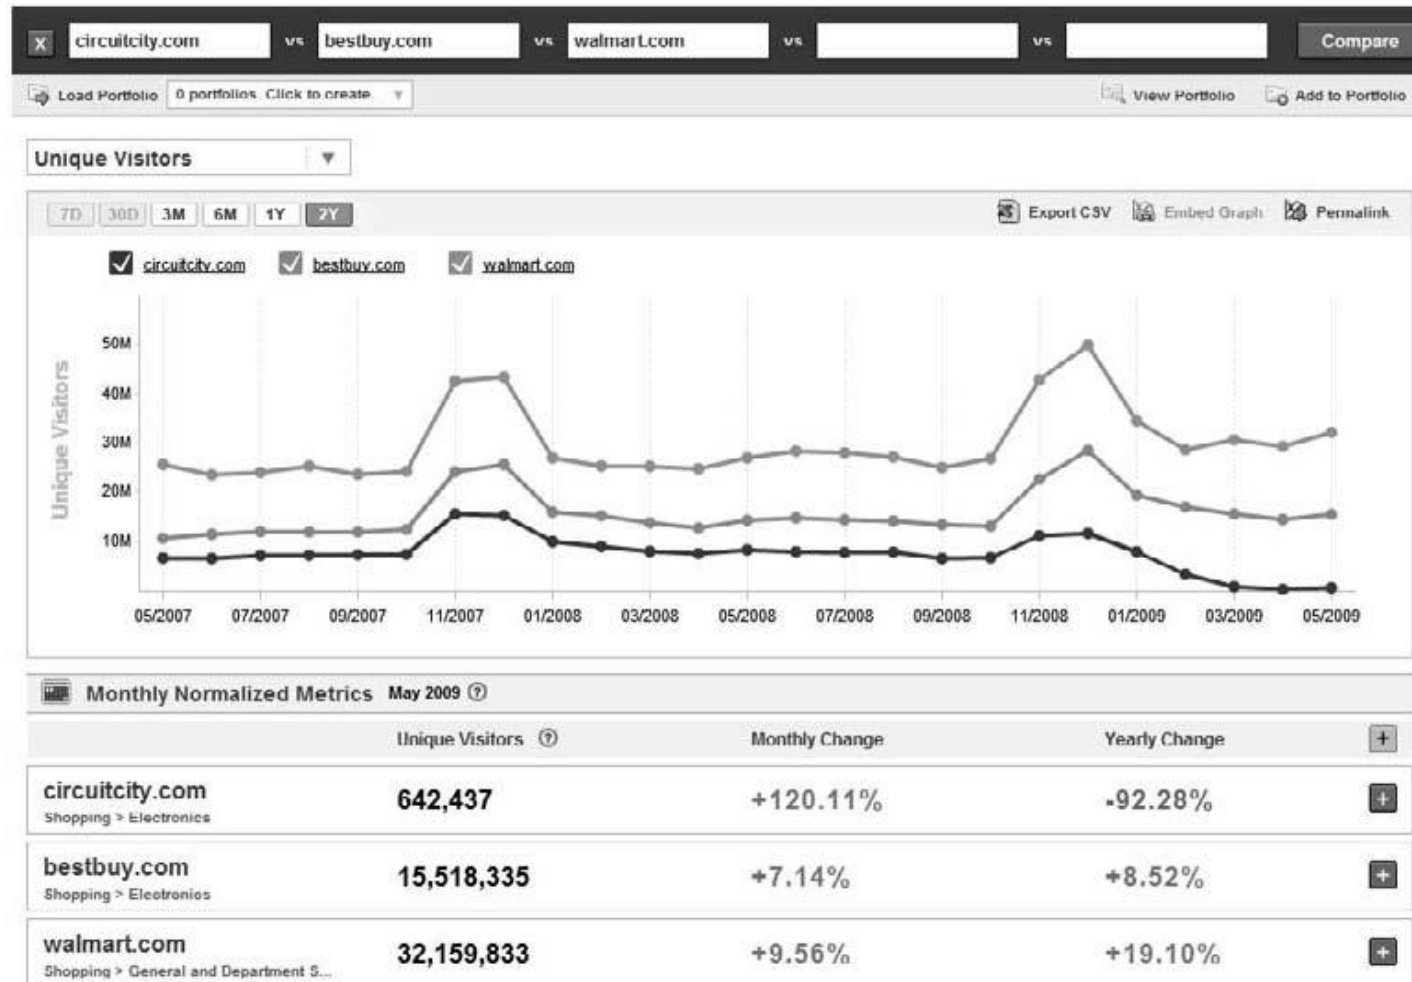 X circuitcity.com vs bestbuy.com vs walmart.com vs vs Compare
Load Portfolio 0 portfolios. Click to create. View Portfolio Add to Portfolio
Unique Visitors
7D 30D 3M 6M 1Y 2Y Export CSV Embed Graph Permalink
circuitcity.com bestbuy.com walmart.com
Unique Visitors
50M
40M
30M
20M
10M
05/2007 07/2007 09/2007 11/2007 01/2008 03/2008 05/2008 07/2008 09/2008 11/2008 01/2009 03/2009 05/2009
Monthly Normalized Metrics May 2009 ?
Unique Visitors ? Monthly Change Yearly Change +
circuitcity.com 642,437 +120.11% -92.28% +
Shopping > Electronics
bestbuy.com 15,518,335 +7.14% +8.52% +
Shopping > Electronics
walmart.com 32,159,833 +9.56% +19.10% +
Shopping > General and Department S...